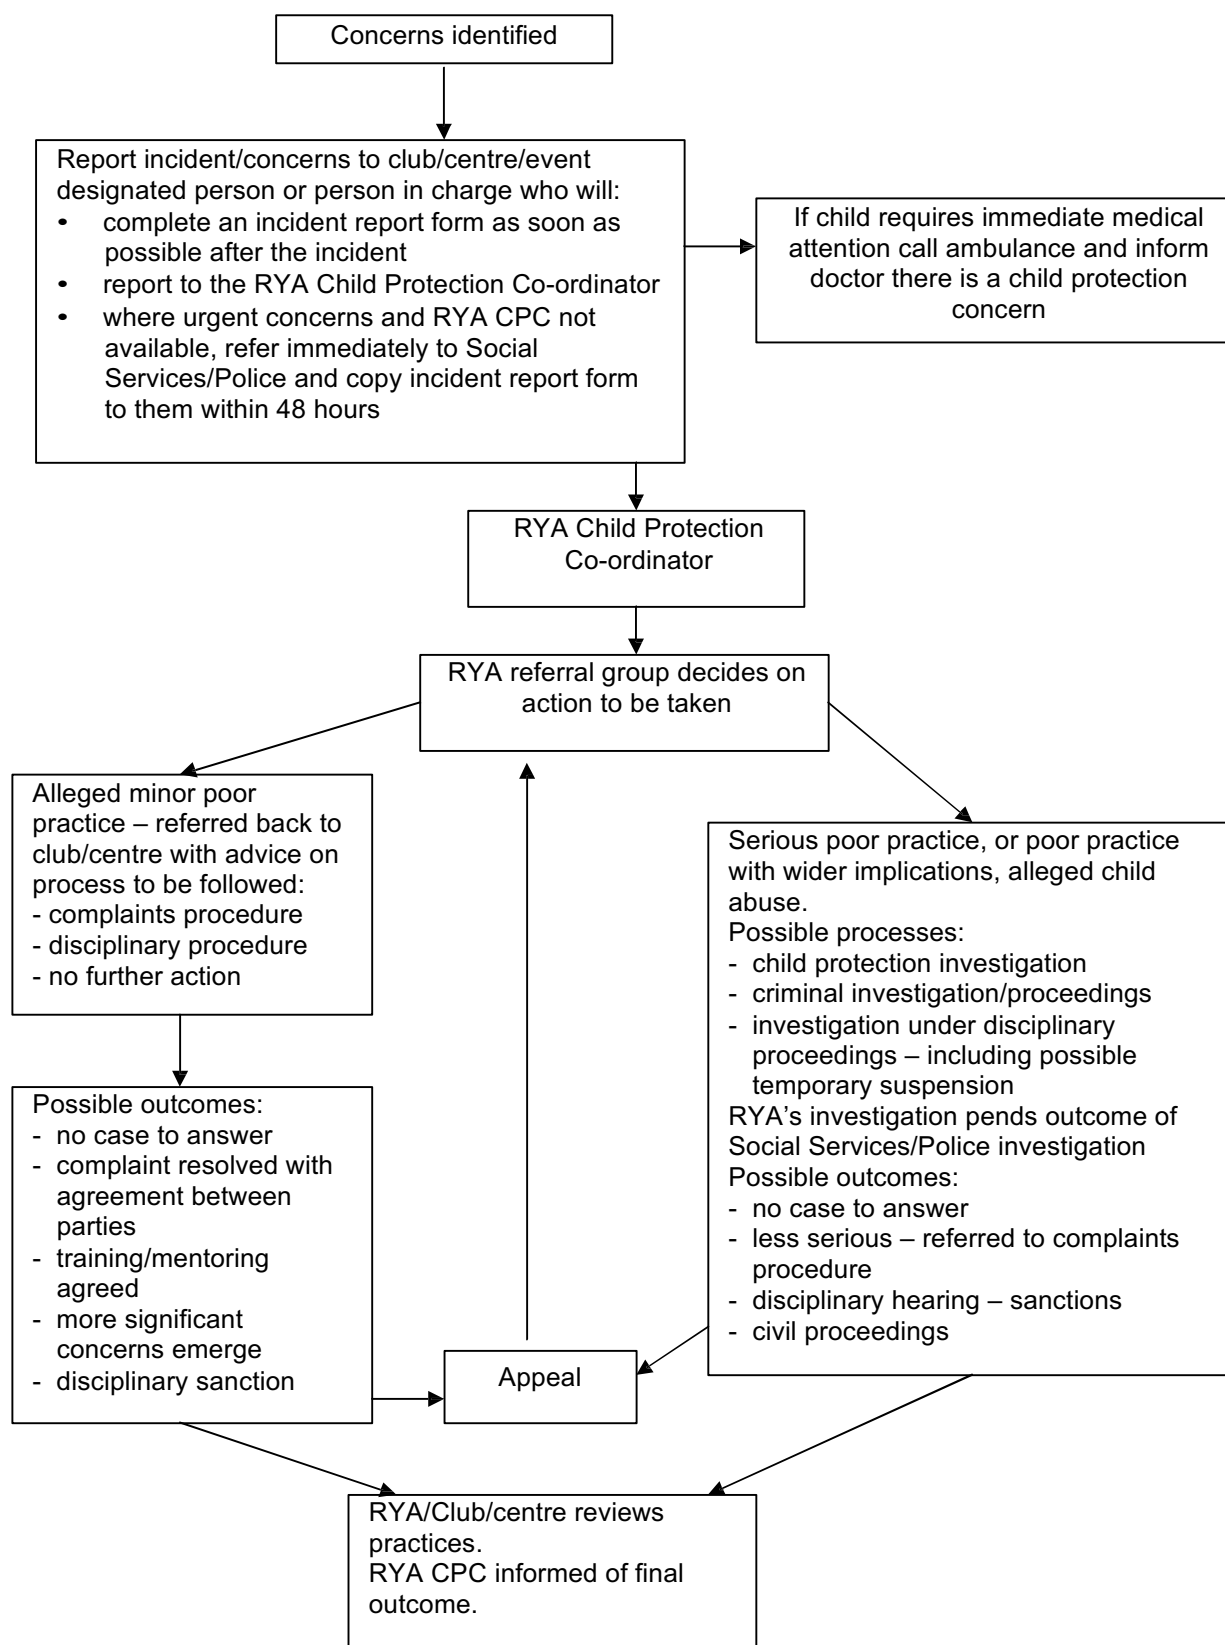 Concerns identified
Report incident/concerns to club/centre/event
designated person or person in charge who will:
• complete an incident report form as soon as
possible after the incident
• report to the RYA Child Protection Co-ordinator
• where urgent concerns and RYA CPC not
available, refer immediately to Social
Services/Police and copy incident report form
to them within 48 hours
If child requires immediate medical
attention call ambulance and inform
doctor there is a child protection
concern
RYA Child Protection
Co-ordinator
RYA referral group decides on
action to be taken
Alleged minor poor
practice – referred back to
club/centre with advice on
process to be followed:
- complaints procedure
- disciplinary procedure
- no further action
Serious poor practice, or poor practice
with wider implications, alleged child
abuse.
Possible processes:
- child protection investigation
- criminal investigation/proceedings
- investigation under disciplinary
proceedings – including possible
temporary suspension
RYA's investigation pends outcome of
Social Services/Police investigation
Possible outcomes:
- no case to answer
- less serious – referred to complaints
procedure
- disciplinary hearing – sanctions
- civil proceedings
Possible outcomes:
- no case to answer
- complaint resolved with
agreement between
parties
- training/mentoring
agreed
- more significant
concerns emerge
- disciplinary sanction
Appeal
RYA/Club/centre reviews
practices.
RYA CPC informed of final
outcome.